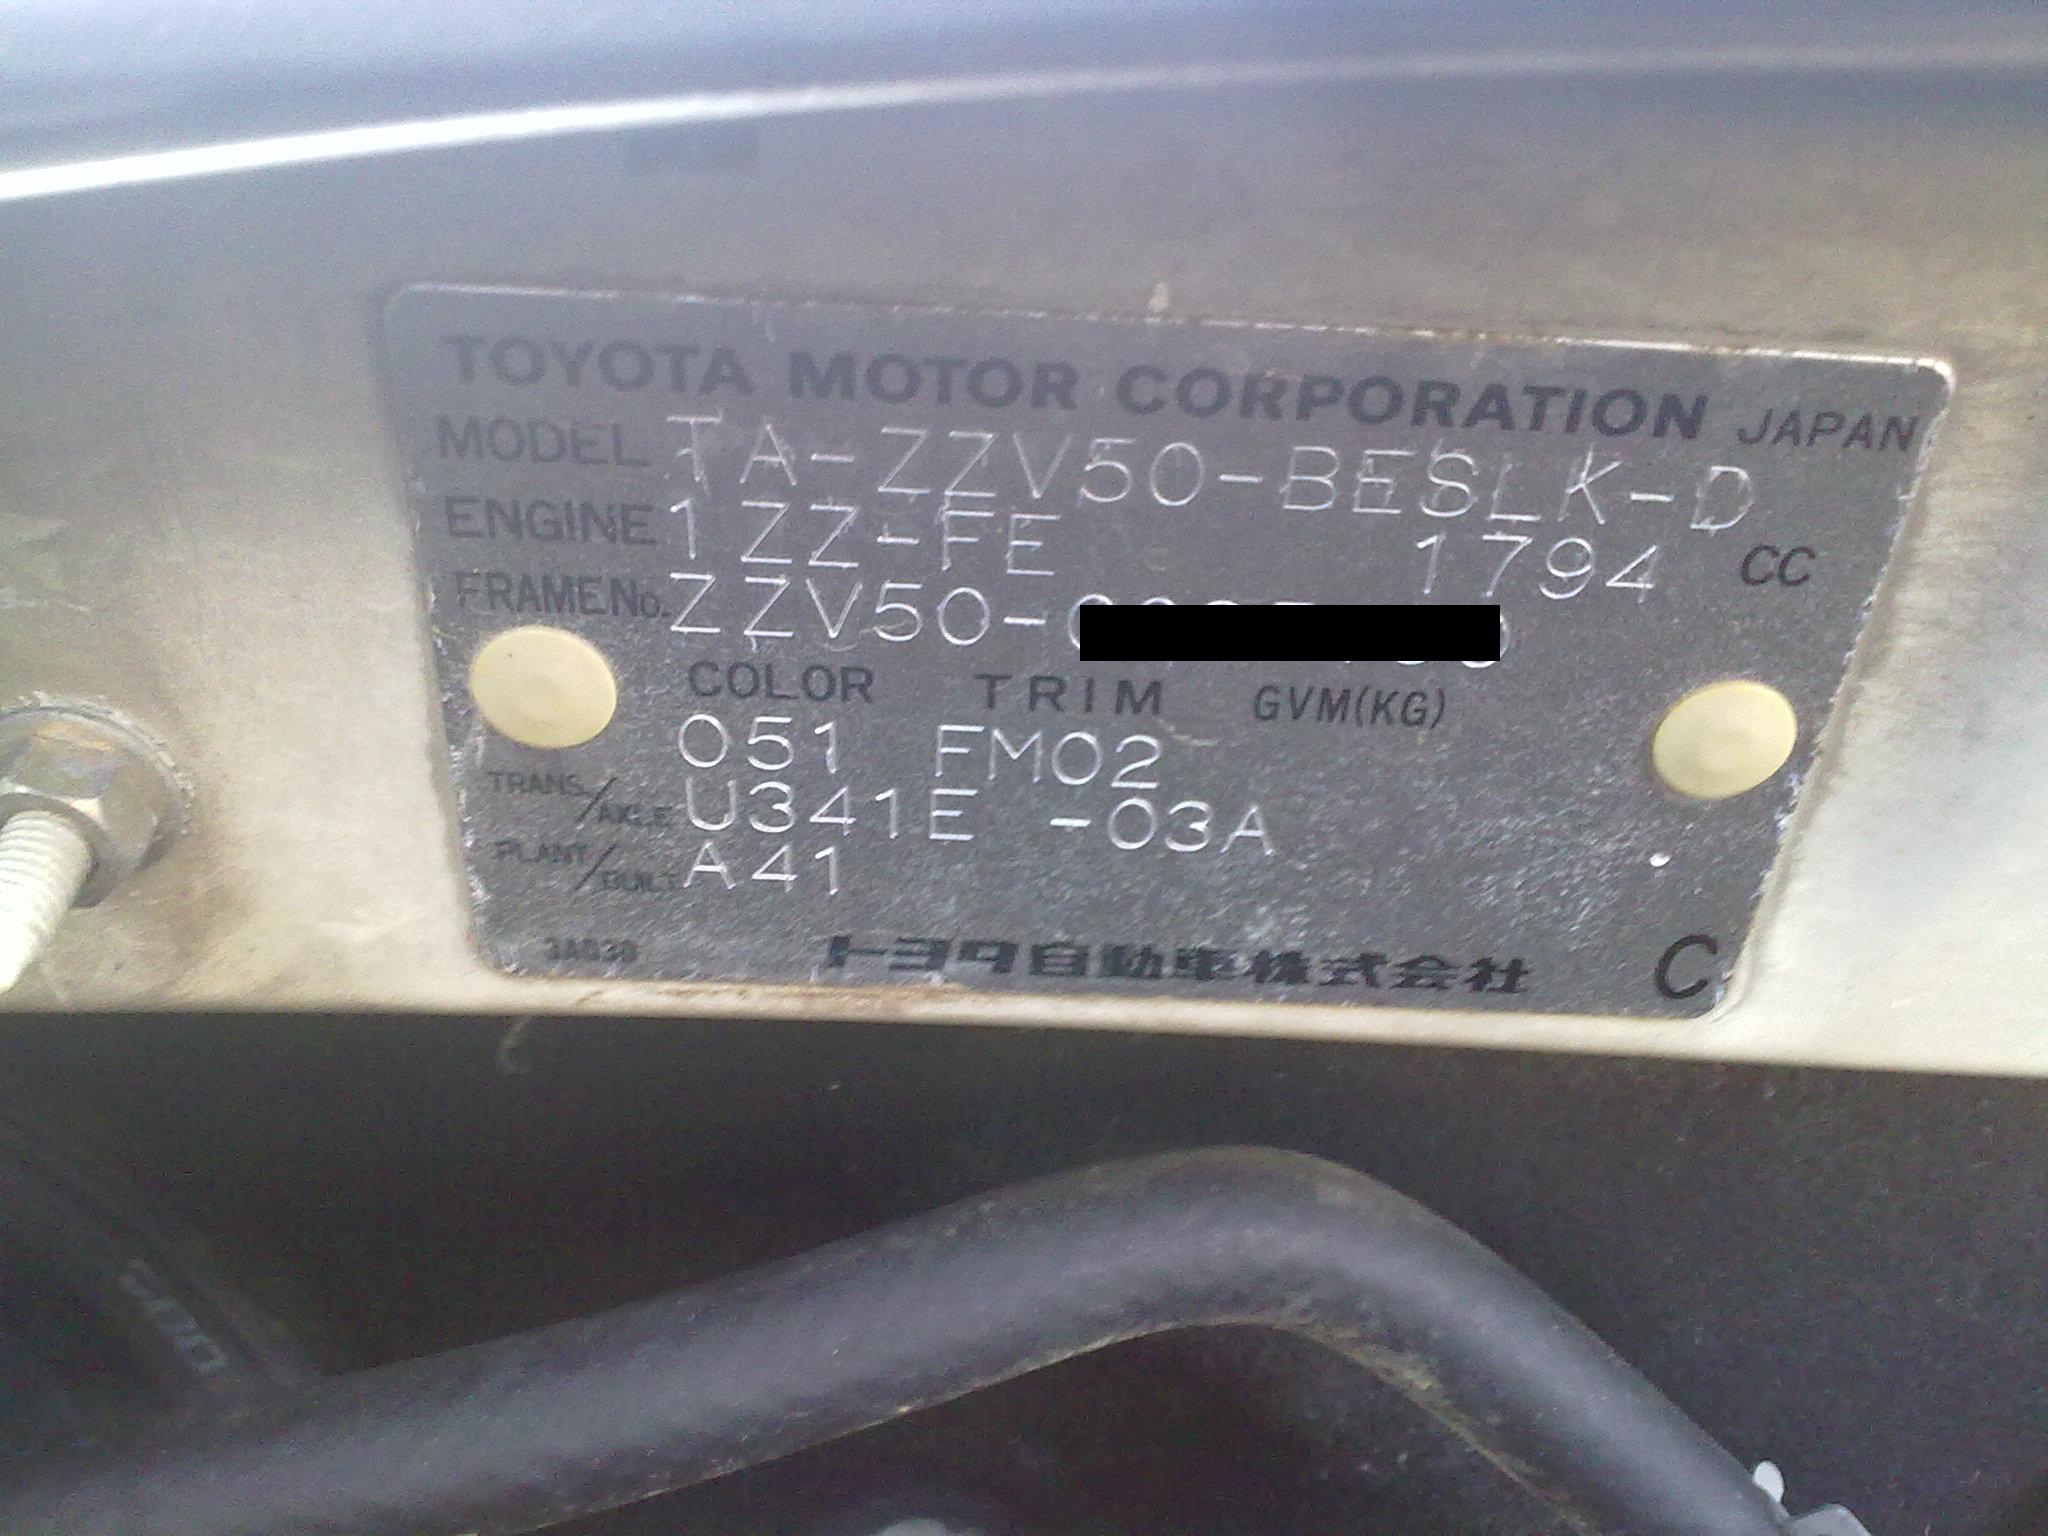 TOYOTA MOTOR CORPORATION JAPAN
MODEL TA-ZZV50-BESLK-D
ENGINE 1ZZ-FE 1794 CC
FRAME No. ZZV50-
COLOR TRIM GVM(KG)
051 FM02
TRANS./AXLE U341E -03A
PLANT/BUILT A41
トヨタ自動車株式会社 C